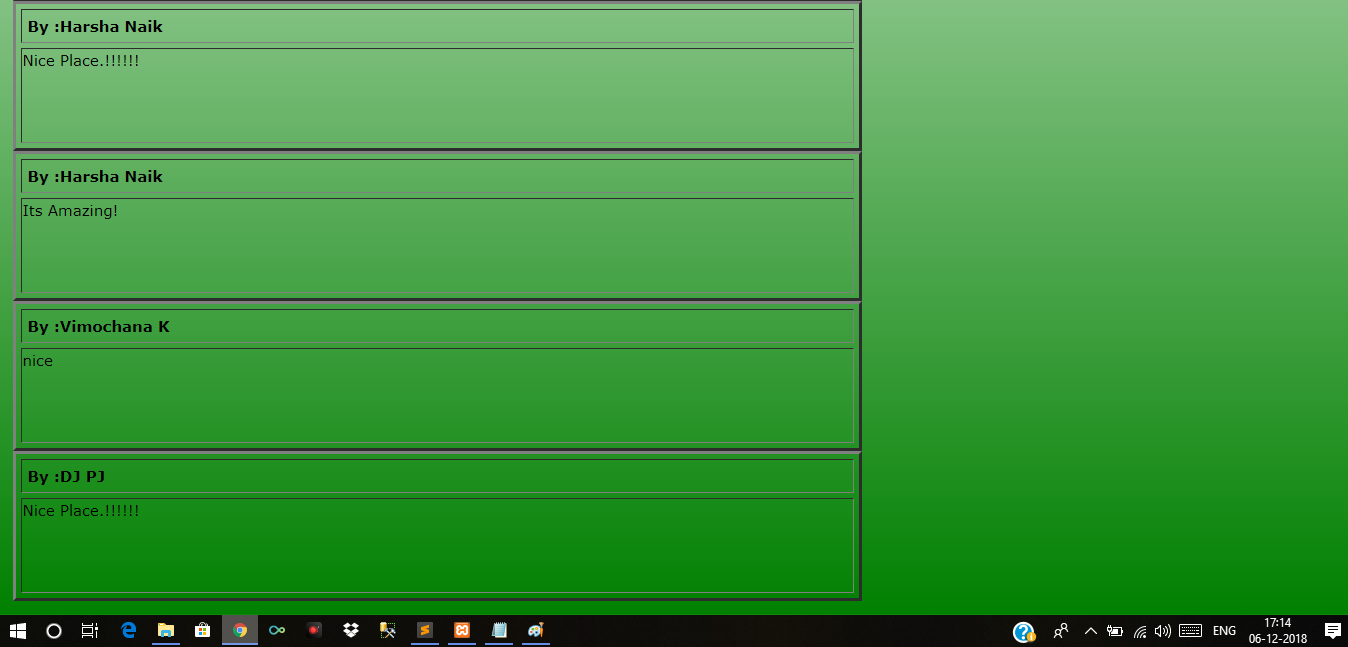 By :Harsha Naik
Nice Place.!!!!!!
By :Harsha Naik
Its Amazing!
By :Vimochana K
nice
By :DJ PJ
Nice Place.!!!!!!
ENG
17:14
06-12-2018